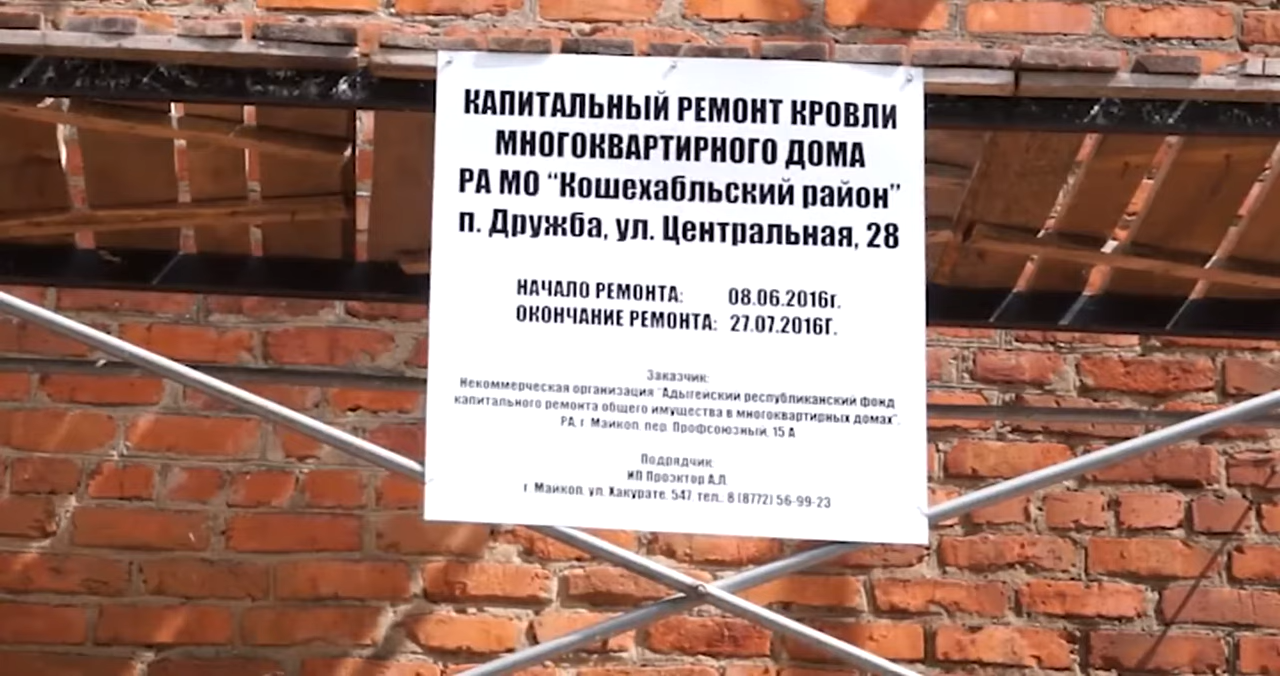 КАПИТАЛЬНЫЙ РЕМОНТ КРОВЛИ
МНОГОКВАРТИРНОГО ДОМА
РА МО “Кошехабльский район”
п. Дружба, ул. Центральная, 28
НАЧАЛО РЕМОНТА: 08.06.2016г.
ОКОНЧАНИЕ РЕМОНТА: 27.07.2016Г.
Заказчик:
Некоммерческая организация "Адыгейский республиканский фонд
капитального ремонта общего имущества в многоквартирных домах".
РА, г. Майкоп, пер. Профсоюзный, 15 А
Подрядчик:
ИП Проэктор А.Л.
г. Майкоп, ул. Хакурате, 547, тел.: 8 (8772) 56-99-23